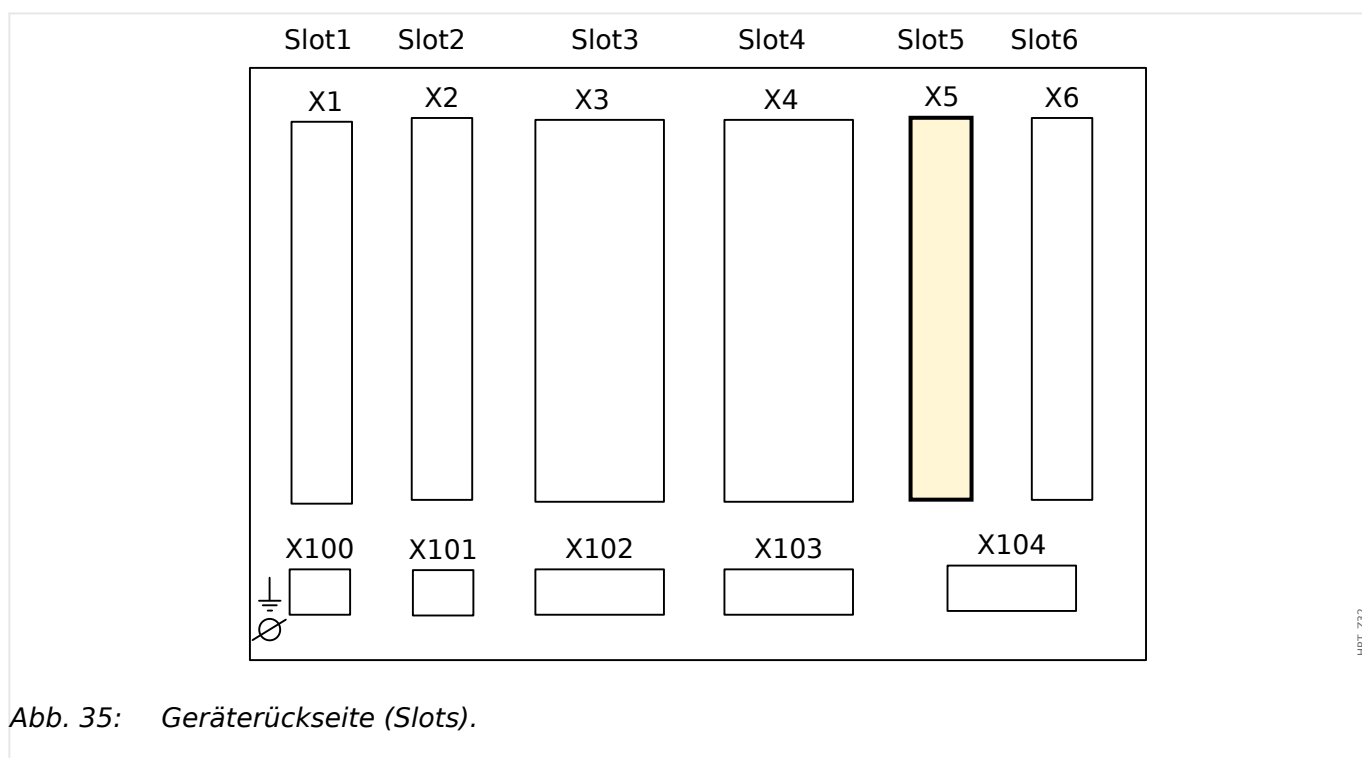 Slot1 Slot2 Slot3 Slot4 Slot5 Slot6
X1 X2 X3 X4 X5 X6
X100 X101 X102 X103 X104
Abb. 35: Geräterückseite (Slots).